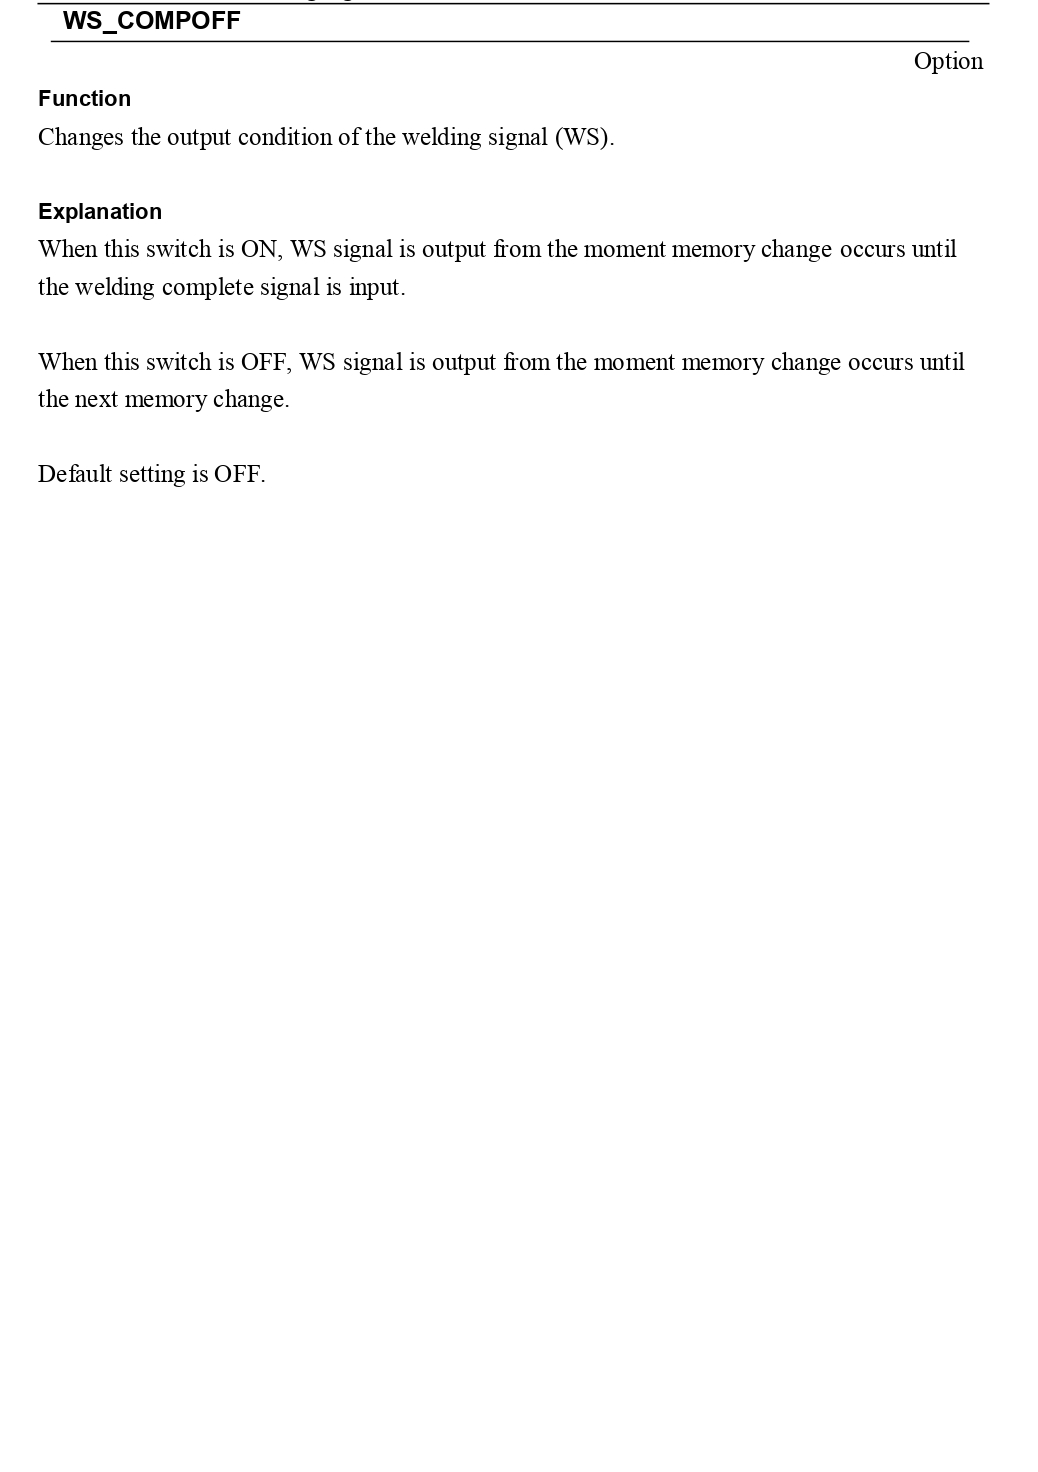 WS_COMPOFF
Option
Function
Changes the output condition of the welding signal (WS).
Explanation
When this switch is ON, WS signal is output from the moment memory change occurs until
the welding complete signal is input.
When this switch is OFF, WS signal is output from the moment memory change occurs until
the next memory change.
Default setting is OFF.